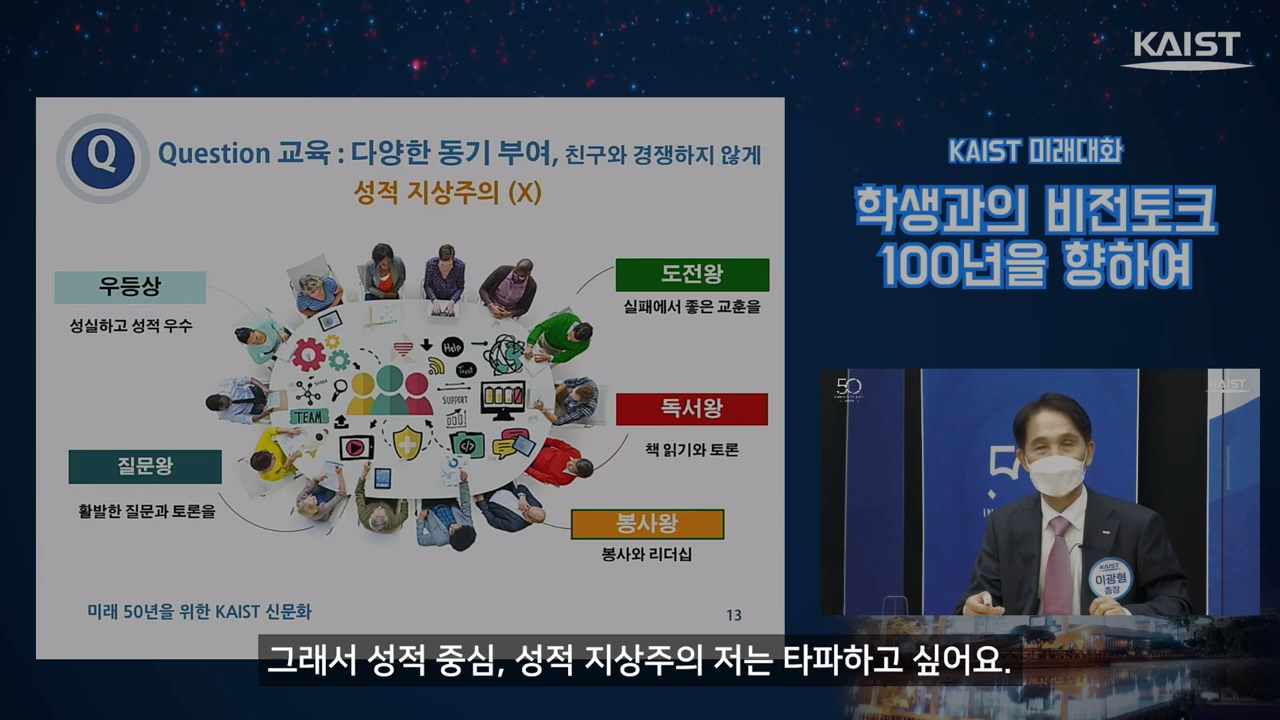 KAIST
Q
Question 교육 : 다양한 동기 부여, 친구와 경쟁하지 않게
성적 지상주의 (X)
KAIST 미래대화
학생과의 비전토크
100년을 향하여
우등상
성실하고 성적 우수
도전왕
실패에서 좋은 교훈을
독서왕
책 읽기와 토론
질문왕
활발한 질문과 토론을
봉사왕
봉사와 리더십
Help
Trust
SUPPORT
TEAM
미래 50년을 위한 KAIST 신문화
13
50
KAIST
KAIST
이광형
총장
그래서 성적 중심, 성적 지상주의 저는 타파하고 싶어요.